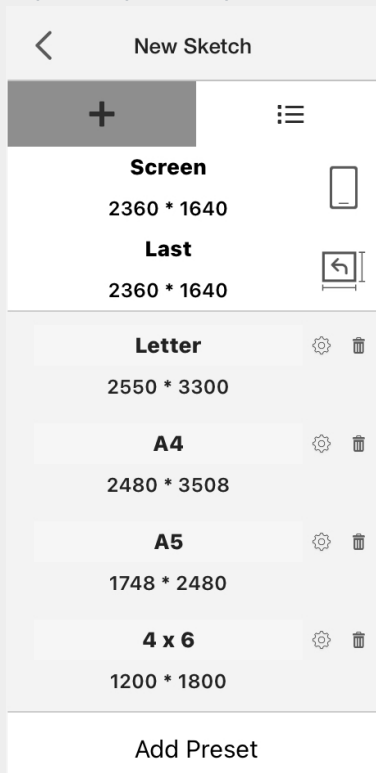 New Sketch
Screen
2360 * 1640
Last
2360 * 1640
Letter
2550 * 3300
A4
2480 * 3508
A5
1748 * 2480
4 x 6
1200 * 1800
Add Preset